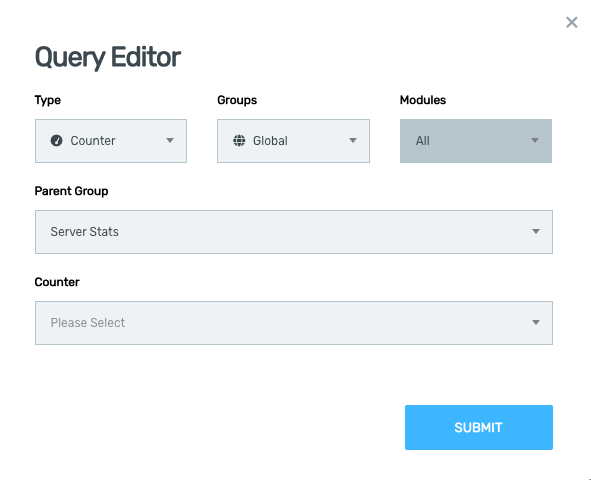 Query Editor
Type Groups Modules
Counter Global All
Parent Group
Server Stats
Counter
Please Select
SUBMIT